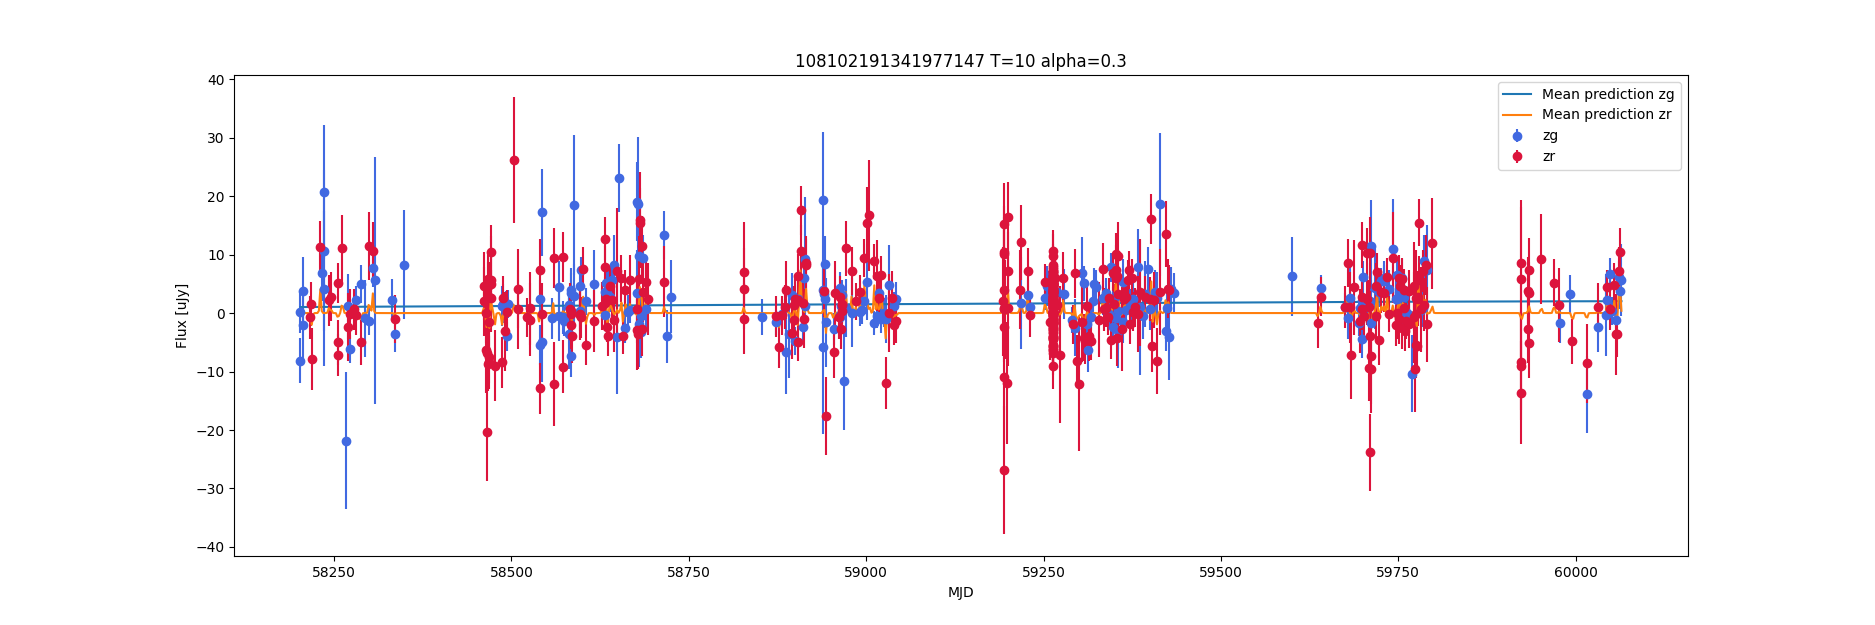 108102191341977147 T=10 alpha=0.3
Mean prediction zg
Mean prediction zr
zg
zr
Flux [uJy]
40
30
20
10
0
−10
−20
−30
−40
58250 58500 58750 59000 59250 59500 59750 60000
MJD